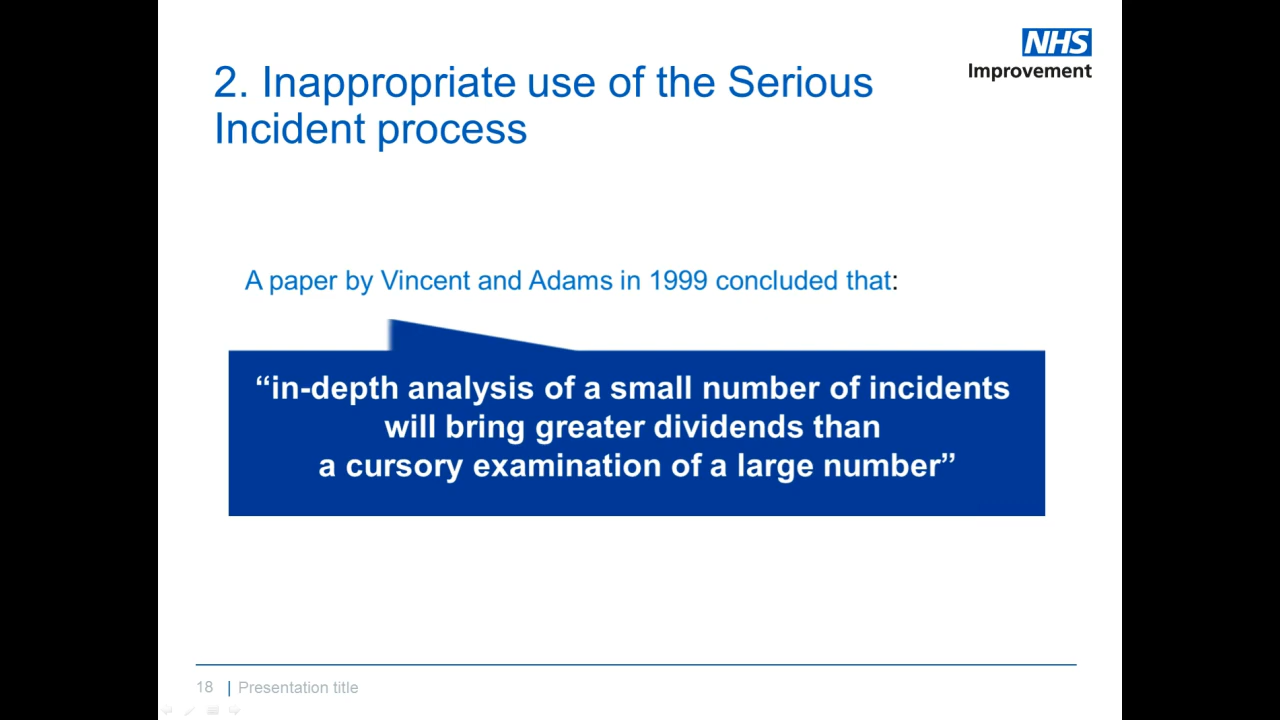 NHS
Improvement
2. Inappropriate use of the Serious
Incident process
A paper by Vincent and Adams in 1999 concluded that:
“in-depth analysis of a small number of incidents
will bring greater dividends than
a cursory examination of a large number”
18 | Presentation title